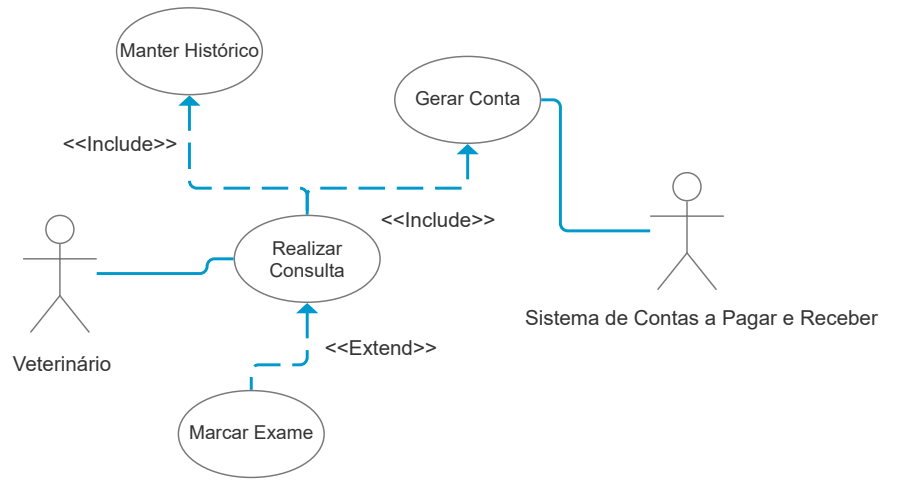 Manter Histórico
Gerar Conta
<<Include>>
<<Include>>
Realizar
Consulta
Sistema de Contas a Pagar e Receber
<<Extend>>
Veterinário
Marcar Exame